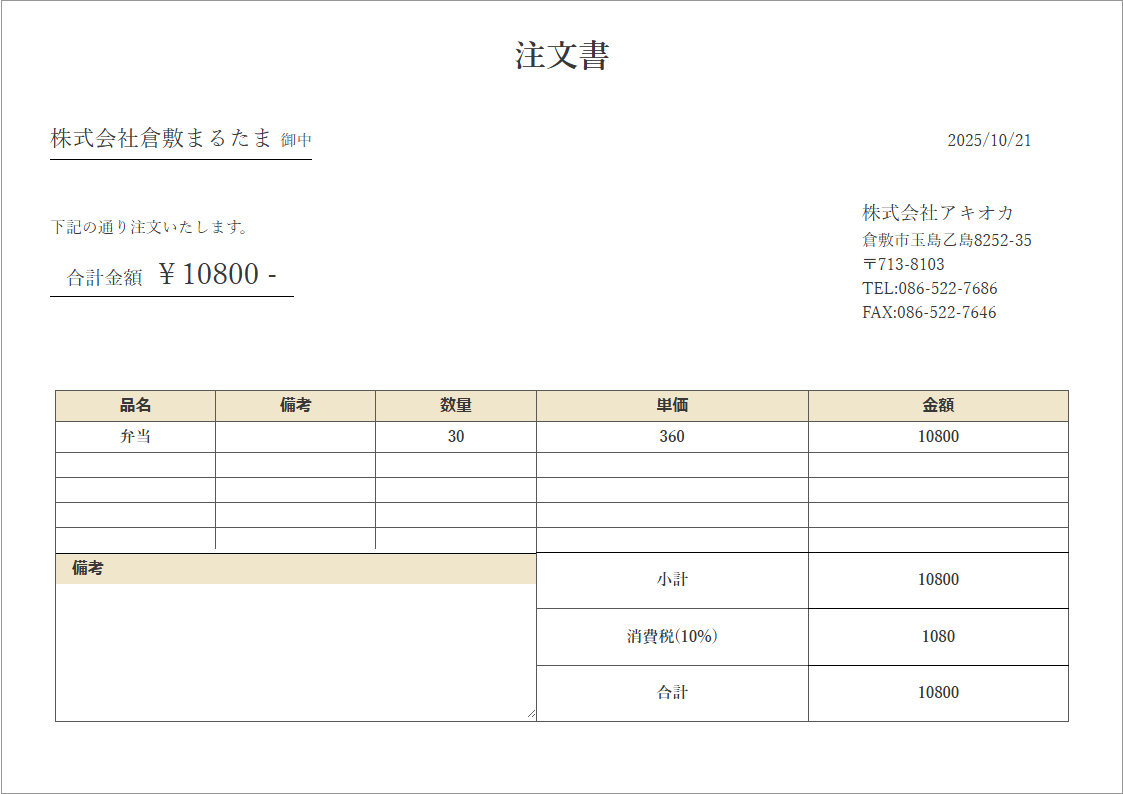 注文書
株式会社倉敷まるたま 御中
2025/10/21
下記の通り注文いたします。
合計金額 ￥10800 -
株式会社アキオカ
倉敷市玉島乙島8252-35
〒713-8103
TEL:086-522-7686
FAX:086-522-7646
品名 備考 数量 単価 金額
弁当 30 360 10800
備考
小計 10800
消費税(10%) 1080
合計 10800